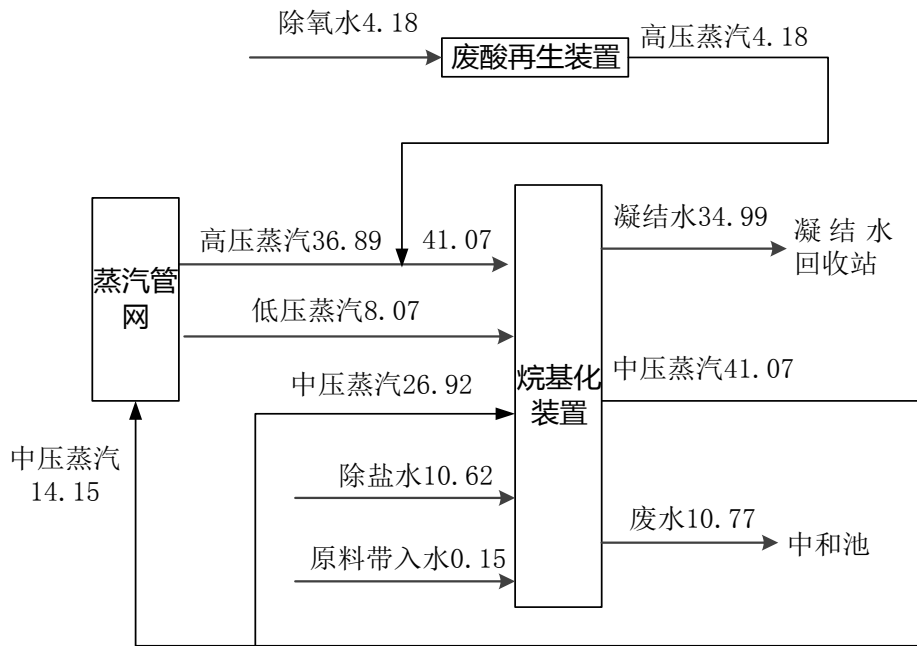 除氧水4.18
废酸再生装置
高压蒸汽4.18
高压蒸汽36.89
41.07
凝结水34.99
凝 结 水
回收站
蒸汽管
网
低压蒸汽8.07
中压蒸汽26.92
烷基化
装置
中压蒸汽41.07
中压蒸汽
14.15
除盐水10.62
废水10.77
中和池
原料带入水0.15